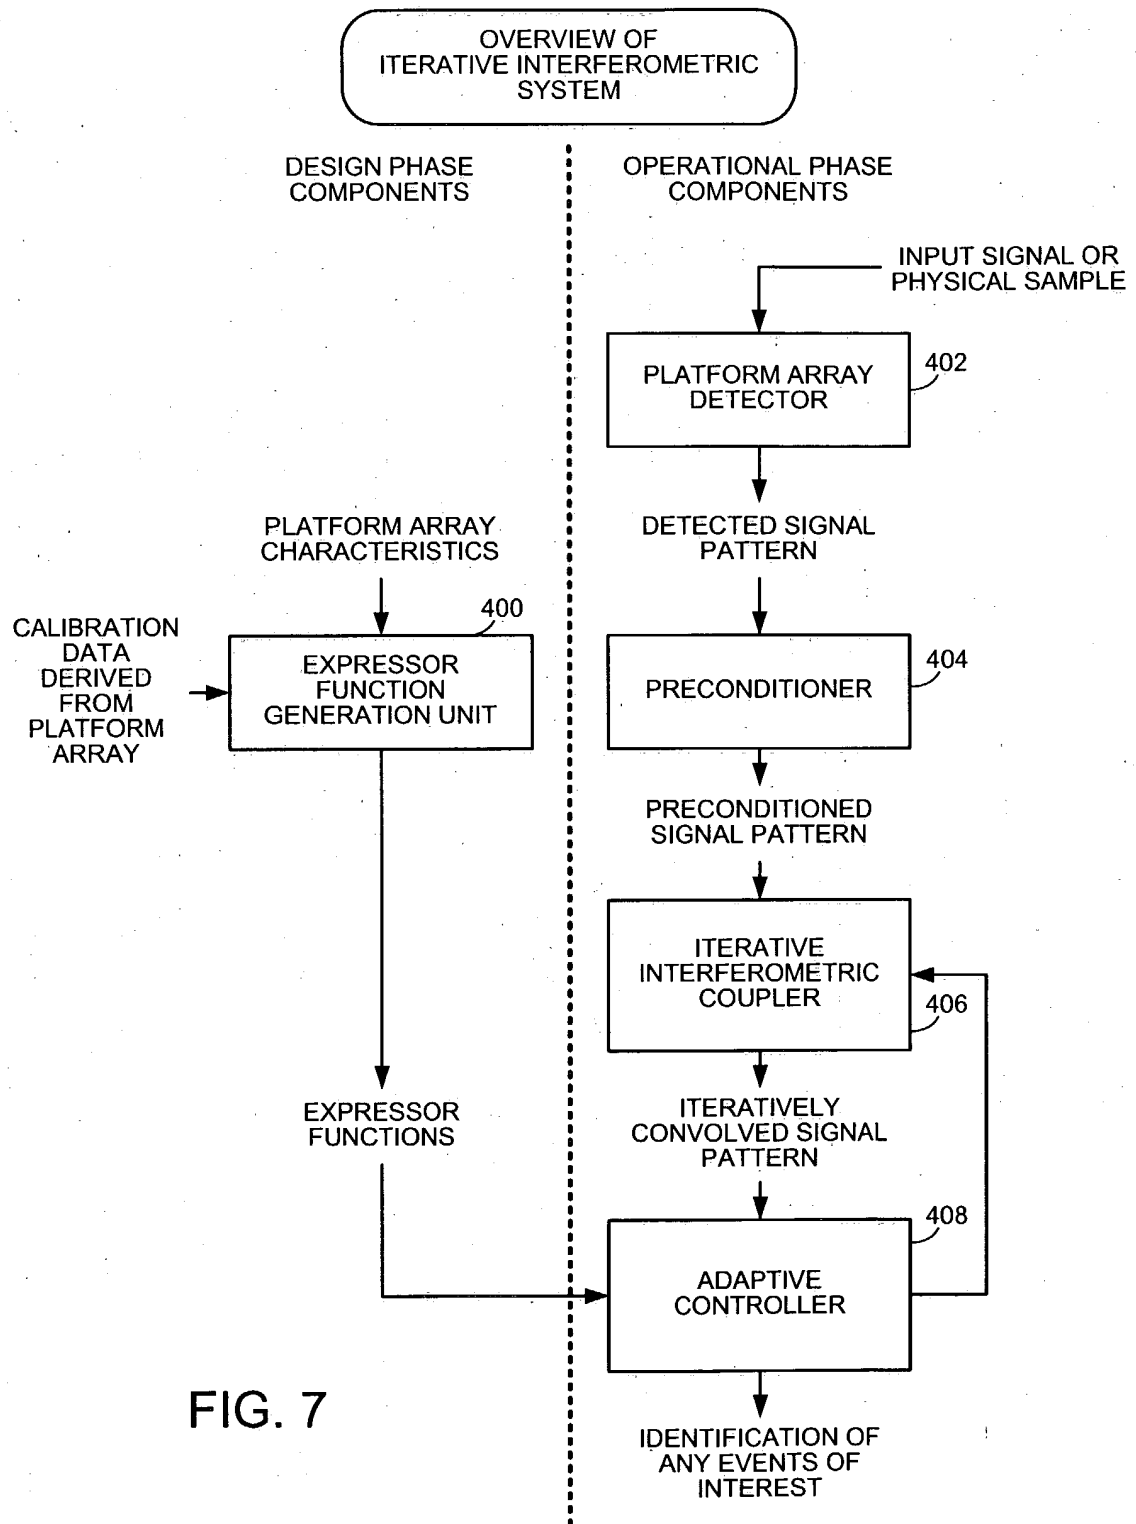 OVERVIEW OF
ITERATIVE INTERFEROMETRIC
SYSTEM
DESIGN PHASE
COMPONENTS
OPERATIONAL PHASE
COMPONENTS
INPUT SIGNAL OR
PHYSICAL SAMPLE
402
PLATFORM ARRAY
DETECTOR
DETECTED SIGNAL
PATTERN
PLATFORM ARRAY
CHARACTERISTICS
400
CALIBRATION
DATA
DERIVED
FROM
PLATFORM
ARRAY
EXPRESSOR
FUNCTION
GENERATION UNIT
404
PRECONDITIONER
PRECONDITIONED
SIGNAL PATTERN
ITERATIVE
INTERFEROMETRIC
COUPLER
406
EXPRESSOR
FUNCTIONS
ITERATIVELY
CONVOLVED SIGNAL
PATTERN
408
ADAPTIVE
CONTROLLER
FIG. 7
IDENTIFICATION OF
ANY EVENTS OF
INTEREST